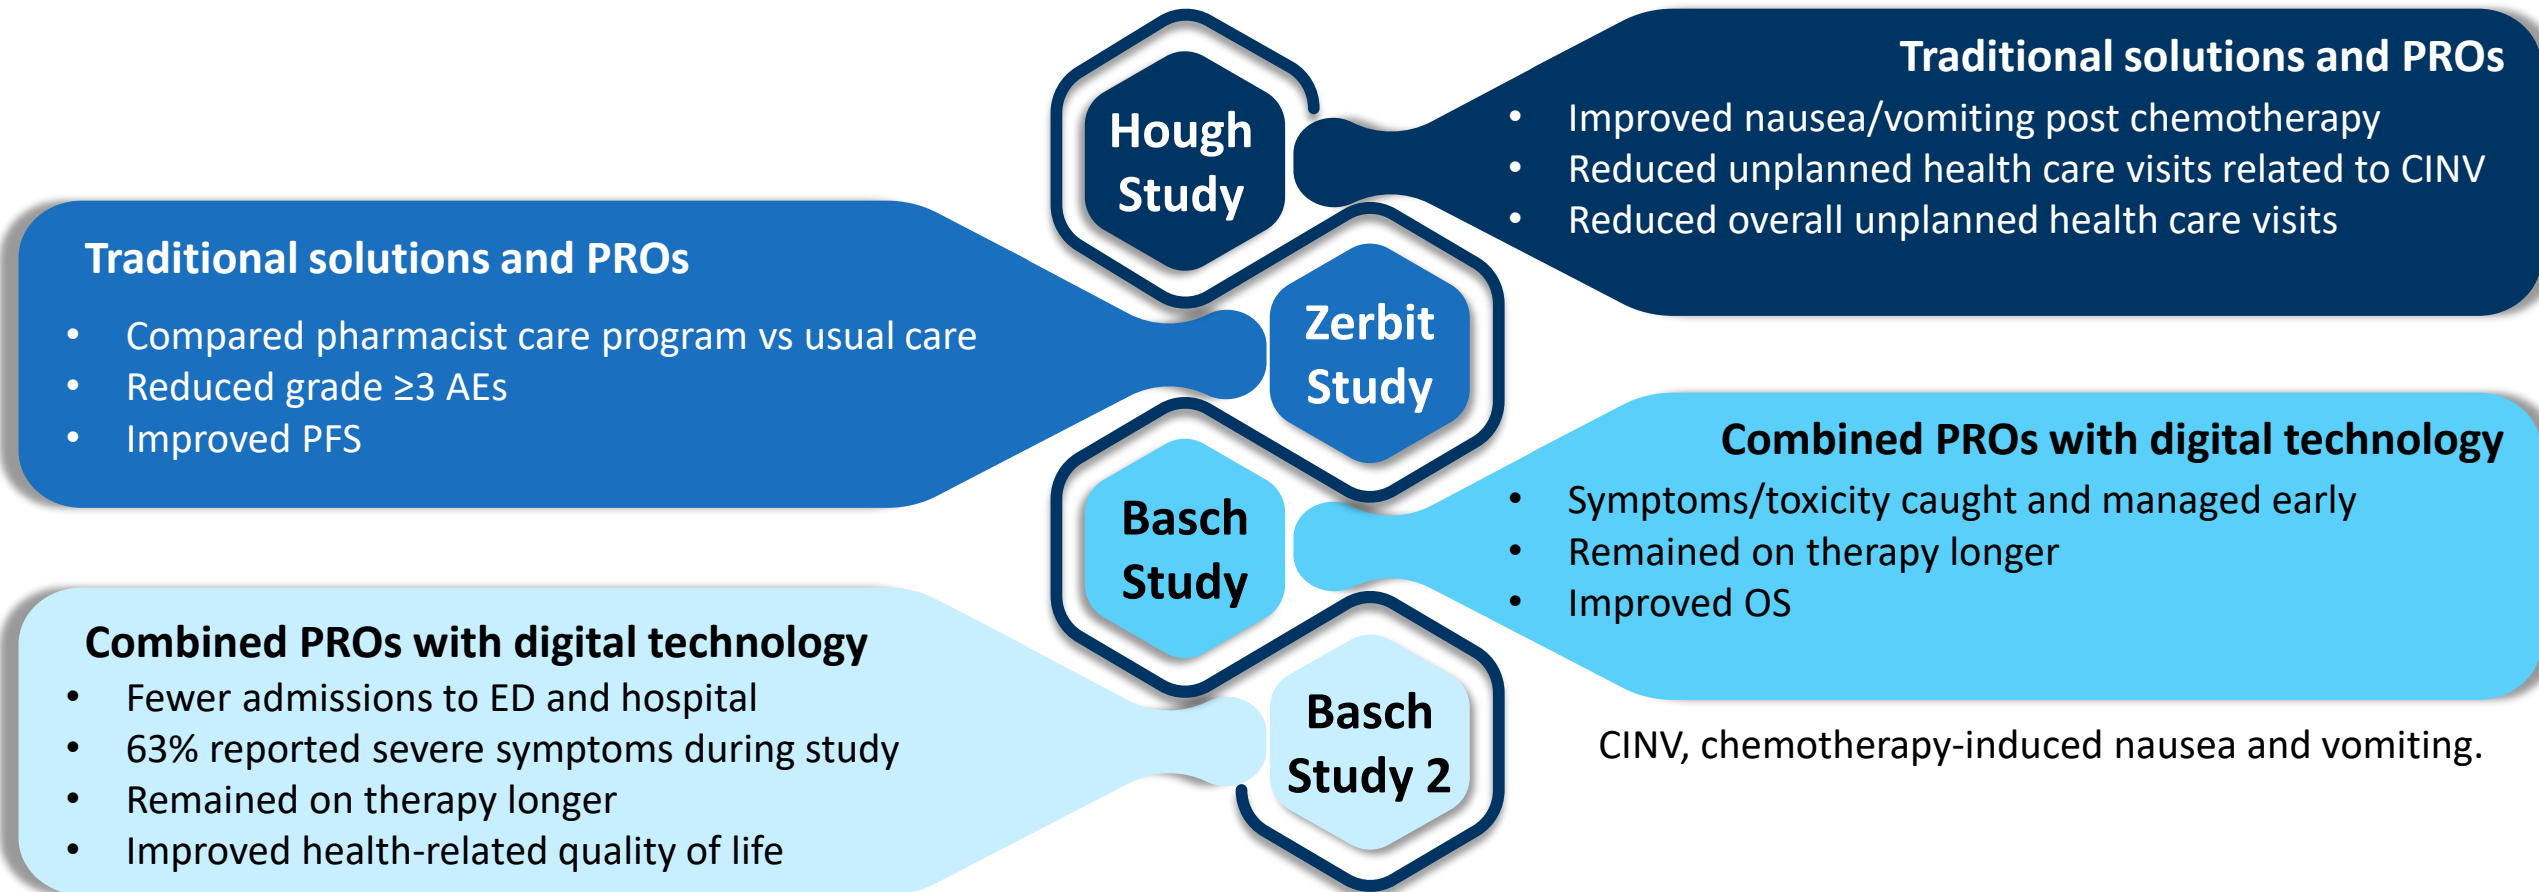 Hough
Study
Traditional solutions and PROs
• Improved nausea/vomiting post chemotherapy
• Reduced unplanned health care visits related to CINV
• Reduced overall unplanned health care visits
Traditional solutions and PROs
• Compared pharmacist care program vs usual care
• Reduced grade ≥3 AEs
• Improved PFS
Zerbit
Study
Basch
Study
Combined PROs with digital technology
• Symptoms/toxicity caught and managed early
• Remained on therapy longer
• Improved OS
Combined PROs with digital technology
• Fewer admissions to ED and hospital
• 63% reported severe symptoms during study
• Remained on therapy longer
• Improved health-related quality of life
Basch
Study 2
CINV, chemotherapy-induced nausea and vomiting.